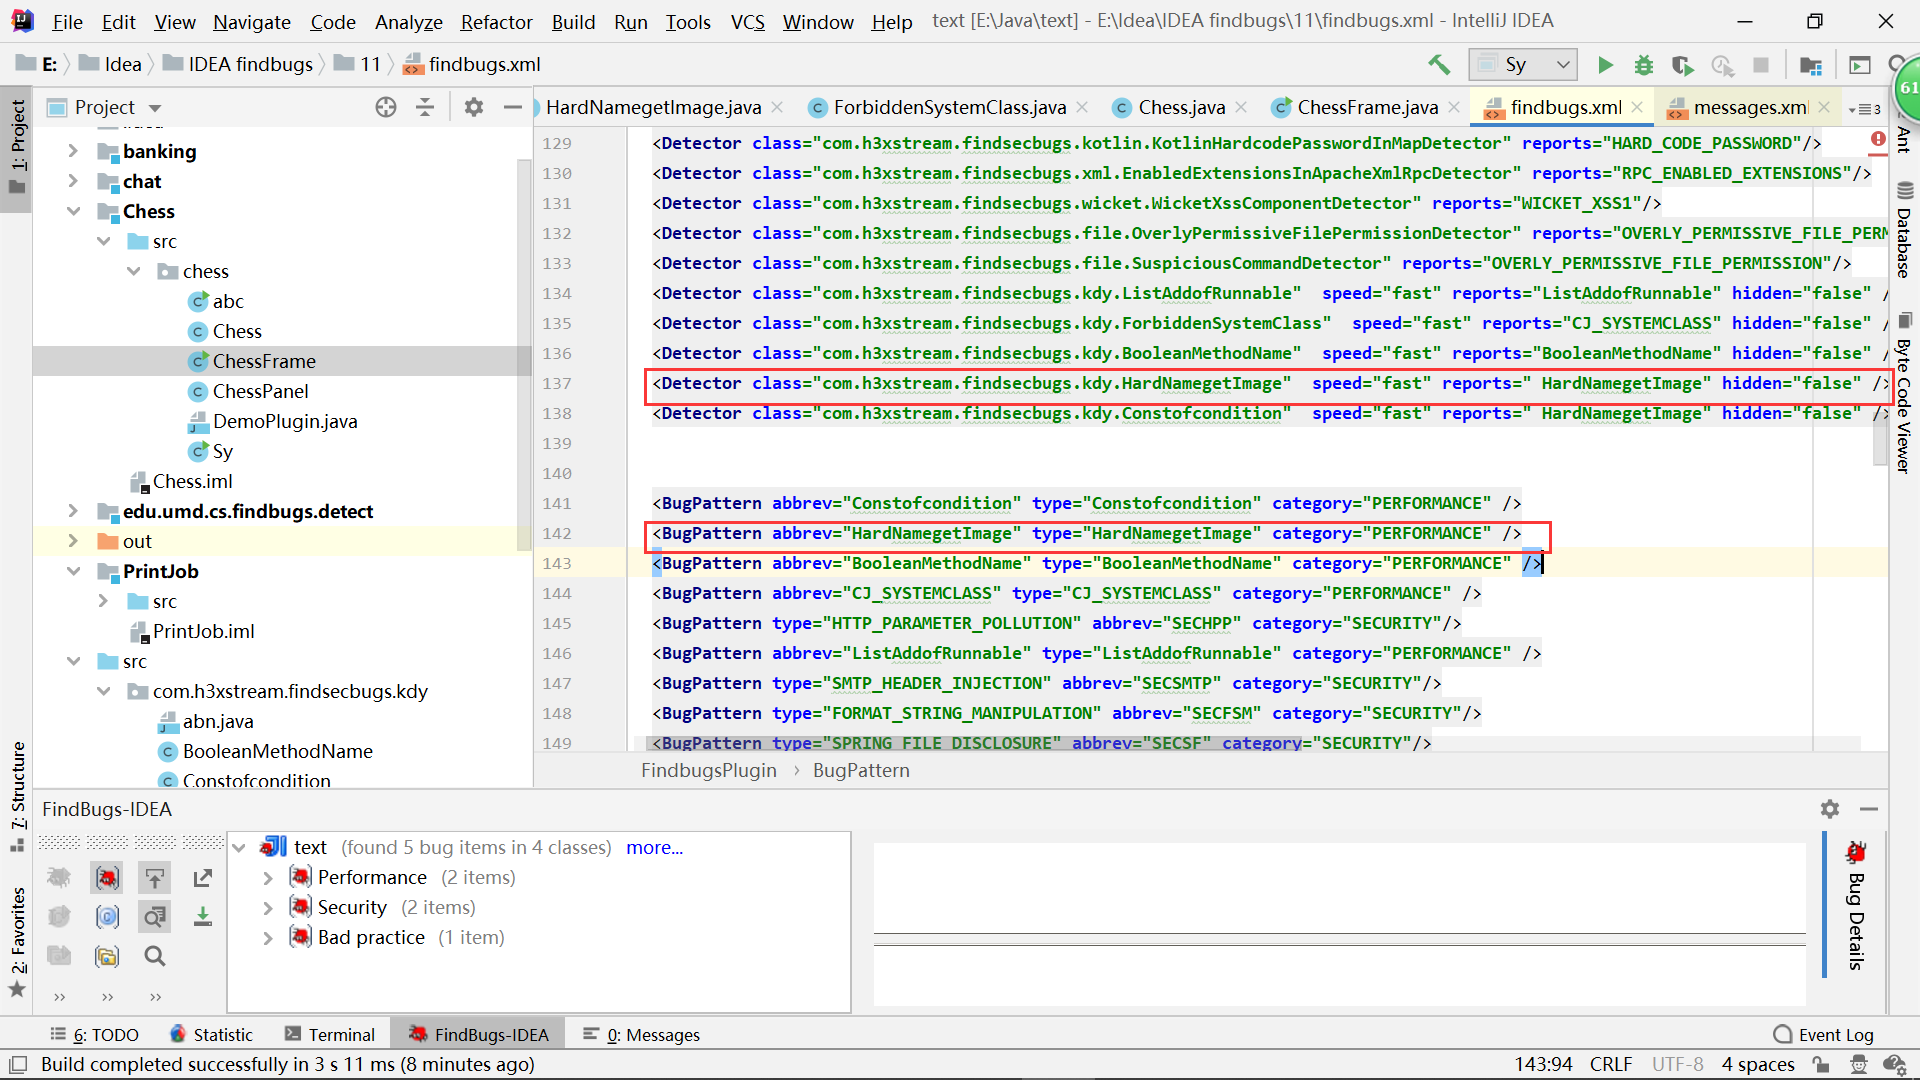 File Edit View Navigate Code Analyze Refactor Build Run Tools VCS Window Help text [E:\Java\text] - E:\Idea\IDEA findbugs\11\findbugs.xml - IntelliJ IDEA
E: Idea IDEA findbugs 11 findbugs.xml
Sy
61
Project
HardNamegetImage.java ForbiddenSystemClass.java Chess.java ChessFrame.java findbugs.xml messages.xml 3
1: Project
7: Structure
2: Favorites
banking
chat
Chess
src
chess
abc
Chess
ChessFrame
ChessPanel
DemoPlugin.java
Sy
Chess.iml
edu.umd.cs.findbugs.detect
out
PrintJob
src
PrintJob.iml
src
com.h3xstream.findsecbugs.kdy
abn.java
BooleanMethodName
Constofcondition
129 <Detector class="com.h3xstream.findsecbugs.kotlin.KotlinHardcodePasswordInMapDetector" reports="HARD_CODE_PASSWORD"/>
130 <Detector class="com.h3xstream.findsecbugs.xml.EnabledExtensionsInApacheXmlRpcDetector" reports="RPC_ENABLED_EXTENSIONS"/>
131 <Detector class="com.h3xstream.findsecbugs.wicket.WicketXssComponentDetector" reports="WICKET_XSS1"/>
132 <Detector class="com.h3xstream.findsecbugs.file.OverlyPermissiveFilePermissionDetector" reports="OVERLY_PERMISSIVE_FILE_PERM
133 <Detector class="com.h3xstream.findsecbugs.file.SuspiciousCommandDetector" reports="OVERLY_PERMISSIVE_FILE_PERMISSION"/>
134 <Detector class="com.h3xstream.findsecbugs.kdy.ListAddofRunnable"  speed="fast" reports="ListAddofRunnable" hidden="false" /
135 <Detector class="com.h3xstream.findsecbugs.kdy.ForbiddenSystemClass"  speed="fast" reports="CJ_SYSTEMCLASS" hidden="false" /
136 <Detector class="com.h3xstream.findsecbugs.kdy.BooleanMethodName"  speed="fast" reports="BooleanMethodName" hidden="false" /
137 <Detector class="com.h3xstream.findsecbugs.kdy.HardNamegetImage"  speed="fast" reports=" HardNamegetImage" hidden="false" />
138 <Detector class="com.h3xstream.findsecbugs.kdy.Constofcondition"  speed="fast" reports=" HardNamegetImage" hidden="false" />
139
140
141 <BugPattern abbrev="Constofcondition" type="Constofcondition" category="PERFORMANCE" />
142 <BugPattern abbrev="HardNamegetImage" type="HardNamegetImage" category="PERFORMANCE" />
143 <BugPattern abbrev="BooleanMethodName" type="BooleanMethodName" category="PERFORMANCE" />
144 <BugPattern abbrev="CJ_SYSTEMCLASS" type="CJ_SYSTEMCLASS" category="PERFORMANCE" />
145 <BugPattern type="HTTP_PARAMETER_POLLUTION" abbrev="SECHPP" category="SECURITY"/>
146 <BugPattern abbrev="ListAddofRunnable" type="ListAddofRunnable" category="PERFORMANCE" />
147 <BugPattern type="SMTP_HEADER_INJECTION" abbrev="SECSMTP" category="SECURITY"/>
148 <BugPattern type="FORMAT_STRING_MANIPULATION" abbrev="SECFSM" category="SECURITY"/>
149 <BugPattern type="SPRING_FILE_DISCLOSURE" abbrev="SECSF" category="SECURITY"/>
FindbugsPlugin › BugPattern
Ant
Database
Byte Code Viewer
FindBugs-IDEA
text (found 5 bug items in 4 classes) more...
Performance (2 items)
Security (2 items)
Bad practice (1 item)
Bug Details
6: TODO Statistic Terminal FindBugs-IDEA 0: Messages Event Log
Build completed successfully in 3 s 11 ms (8 minutes ago) 143:94 CRLF UTF-8 4 spaces